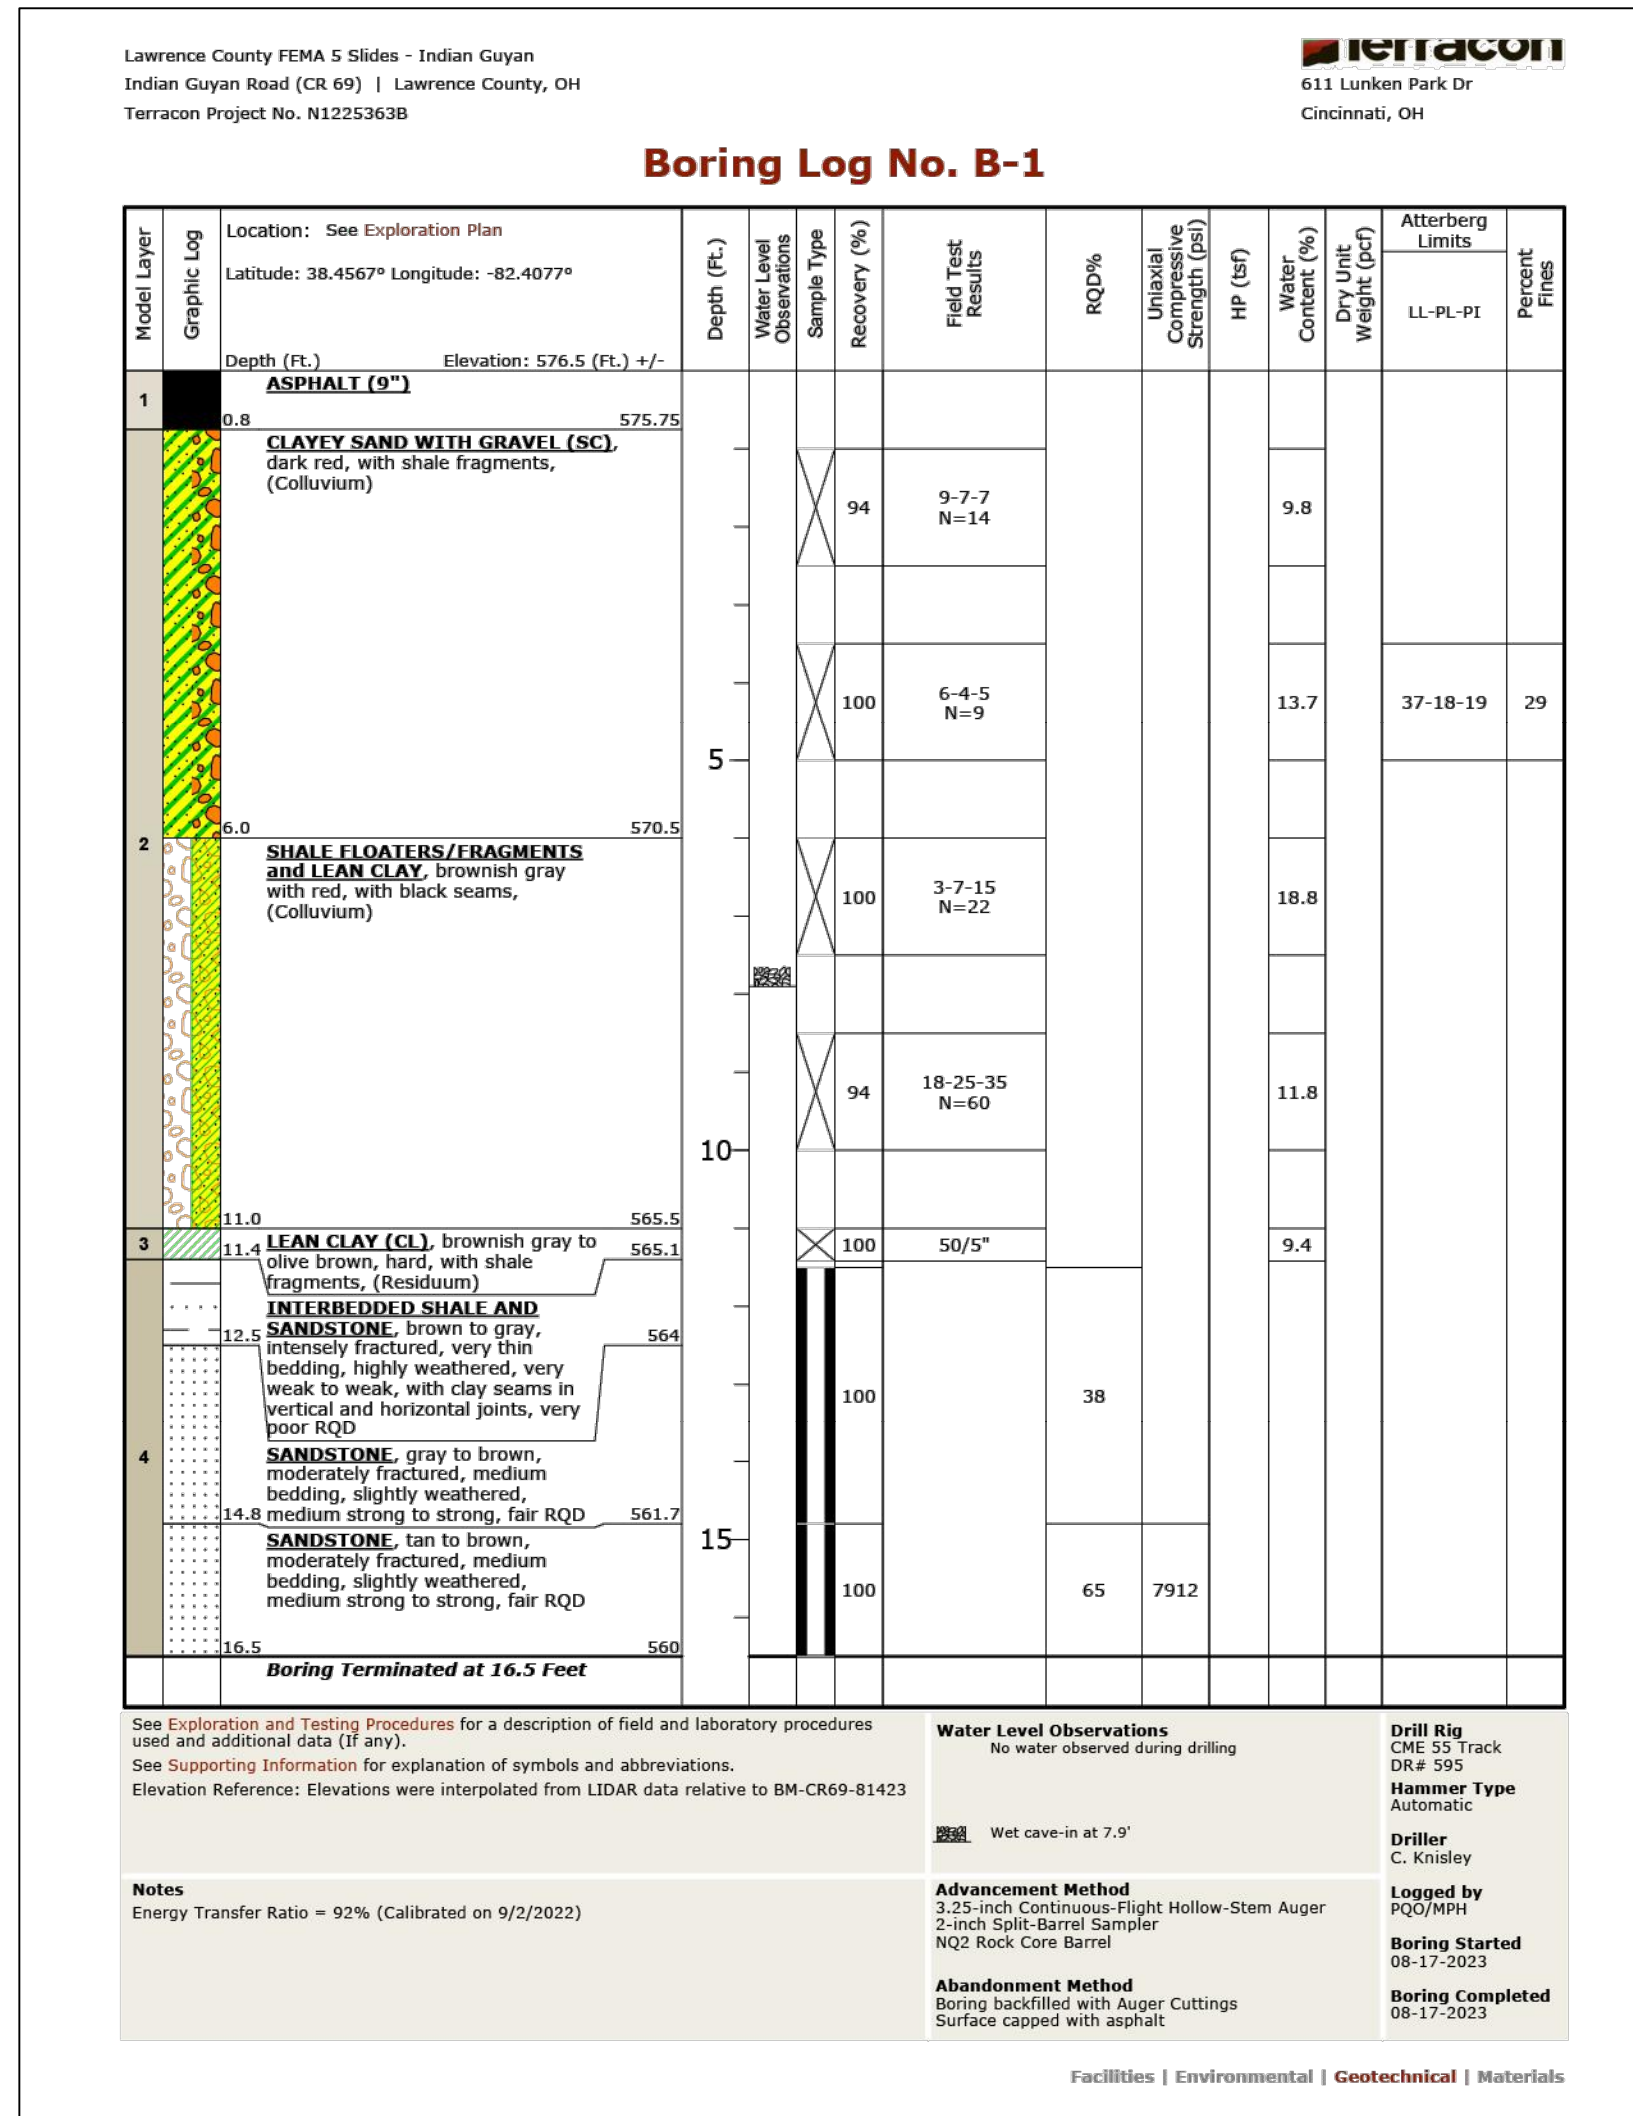 Lawrence County FEMA 5 Slides - Indian Guyan
Indian Guyan Road (CR 69) | Lawrence County, OH
Terracon Project No. N1225363B
Terracon
611 Lunken Park Dr
Cincinnati, OH
Boring Log No. B-1
Model Layer
Graphic Log
Location: See Exploration Plan
Latitude: 38.4567° Longitude: -82.4077°
Depth (Ft.) Elevation: 576.5 (Ft.) +/-
Depth (Ft.)
Water Level
Observations
Sample Type
Recovery (%)
Field Test
Results
RQD%
Uniaxial
Compressive
Strength (psi)
HP (tsf)
Water
Content (%)
Dry Unit
Weight (pcf)
Atterberg
Limits
LL-PL-PI
Percent
Fines
1
ASPHALT (9")
0.8 575.75
CLAYEY SAND WITH GRAVEL (SC),
dark red, with shale fragments,
(Colluvium)
94
9-7-7
N=14
9.8
100
6-4-5
N=9
13.7
37-18-19
29
5
6.0 570.5
2
SHALE FLOATERS/FRAGMENTS
and LEAN CLAY, brownish gray
with red, with black seams,
(Colluvium)
100
3-7-15
N=22
18.8
94
18-25-35
N=60
11.8
10
11.0 565.5
3
11.4 LEAN CLAY (CL), brownish gray to 565.1
olive brown, hard, with shale
fragments, (Residuum)
100
50/5"
9.4
INTERBEDDED SHALE AND
12.5 SANDSTONE, brown to gray, 564
intensely fractured, very thin
bedding, highly weathered, very
weak to weak, with clay seams in
vertical and horizontal joints, very
poor RQD
100
38
4
SANDSTONE, gray to brown,
moderately fractured, medium
bedding, slightly weathered,
14.8 medium strong to strong, fair RQD 561.7
15
SANDSTONE, tan to brown,
moderately fractured, medium
bedding, slightly weathered,
medium strong to strong, fair RQD
100
65
7912
16.5 560
Boring Terminated at 16.5 Feet
See Exploration and Testing Procedures for a description of field and laboratory procedures
used and additional data (If any).
See Supporting Information for explanation of symbols and abbreviations.
Elevation Reference: Elevations were interpolated from LIDAR data relative to BM-CR69-81423
Water Level Observations
No water observed during drilling
Wet cave-in at 7.9'
Drill Rig
CME 55 Track
DR# 595
Hammer Type
Automatic
Driller
C. Knisley
Notes
Energy Transfer Ratio = 92% (Calibrated on 9/2/2022)
Advancement Method
3.25-inch Continuous-Flight Hollow-Stem Auger
2-inch Split-Barrel Sampler
NQ2 Rock Core Barrel
Abandonment Method
Boring backfilled with Auger Cuttings
Surface capped with asphalt
Logged by
PQO/MPH
Boring Started
08-17-2023
Boring Completed
08-17-2023
Facilities | Environmental | Geotechnical | Materials